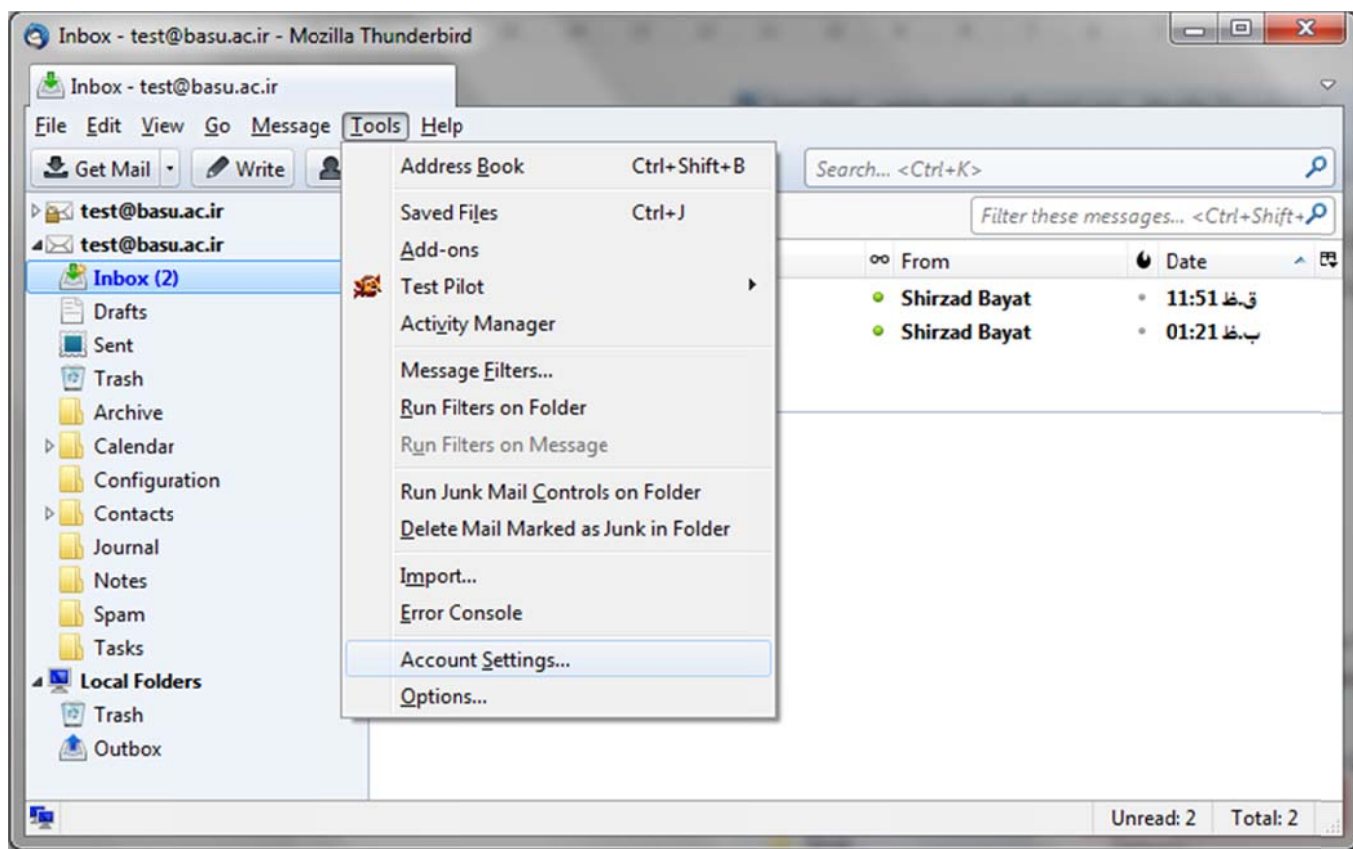 Inbox - test@basu.ac.ir - Mozilla Thunderbird
Inbox - test@basu.ac.ir
File Edit View Go Message Tools Help
Get Mail Write
Search... <Ctrl+K>
Address Book Ctrl+Shift+B
Saved Files Ctrl+J
Add-ons
Test Pilot
Activity Manager
Message Filters...
Run Filters on Folder
Run Filters on Message
Run Junk Mail Controls on Folder
Delete Mail Marked as Junk in Folder
Import...
Error Console
Account Settings...
Options...
test@basu.ac.ir
test@basu.ac.ir
Inbox (2)
Drafts
Sent
Trash
Archive
Calendar
Configuration
Contacts
Journal
Notes
Spam
Tasks
Local Folders
Trash
Outbox
Filter these messages... <Ctrl+Shift+
From Date
Shirzad Bayat 11:51 ق.ظ
Shirzad Bayat 01:21 ب.ظ
Unread: 2 Total: 2